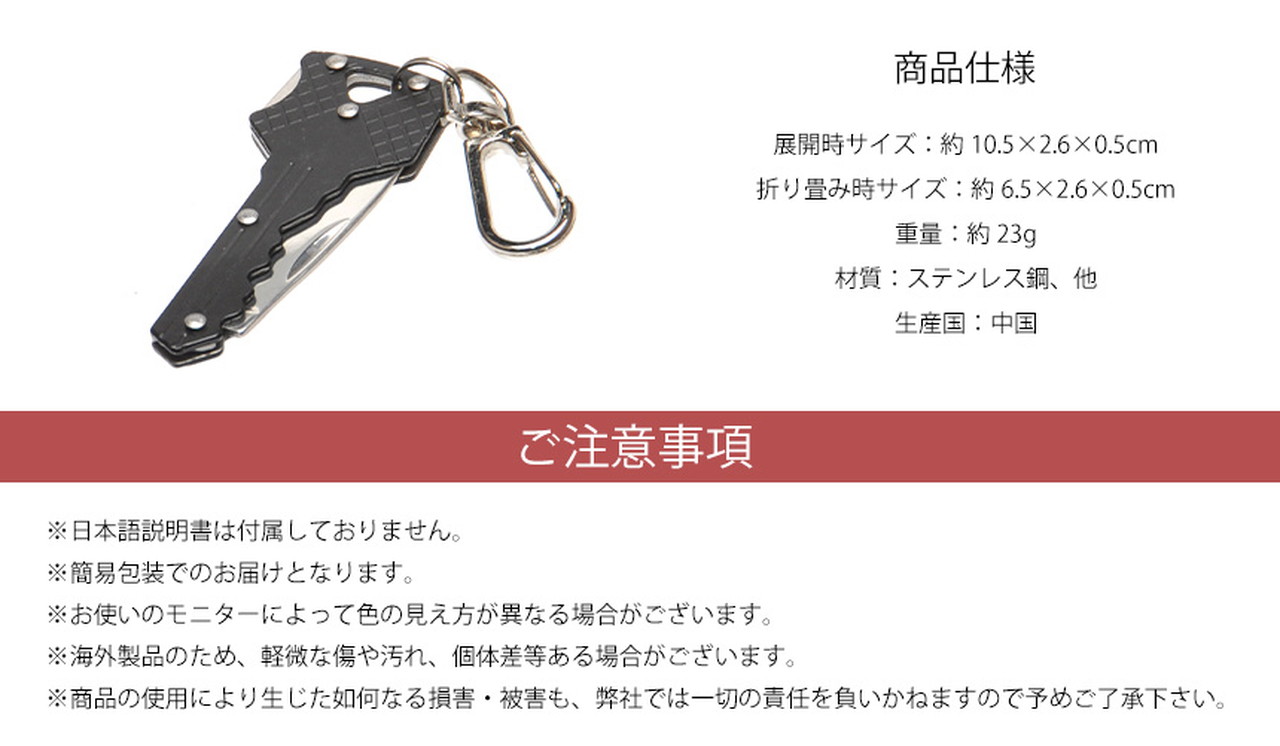 商品仕様
展開時サイズ：約 10.5×2.6×0.5cm
折り畳み時サイズ：約 6.5×2.6×0.5cm
重量：約 23g
材質：ステンレス鋼、他
生産国：中国
ご注意事項
※日本語説明書は付属しておりません。
※簡易包装でのお届けとなります。
※お使いのモニターによって色の見え方が異なる場合がございます。
※海外製品のため、軽微な傷や汚れ、個体差等ある場合がございます。
※商品の使用により生じた如何なる損害・被害も、弊社では一切の責任を負いかねますので予めご了承下さい。